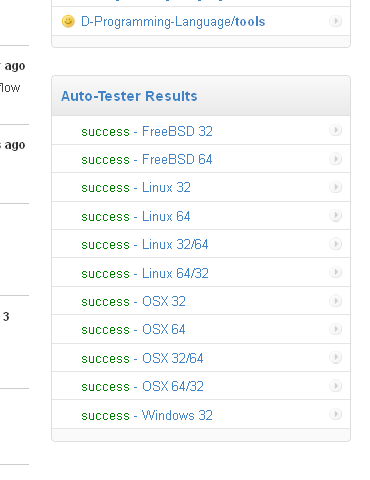 D-Programming-Language/tools
ago
flow
Auto-Tester Results
success - FreeBSD 32
s ago
success - FreeBSD 64
success - Linux 32
success - Linux 64
success - Linux 32/64
success - Linux 64/32
success - OSX 32
3
success - OSX 64
success - OSX 32/64
success - OSX 64/32
success - Windows 32